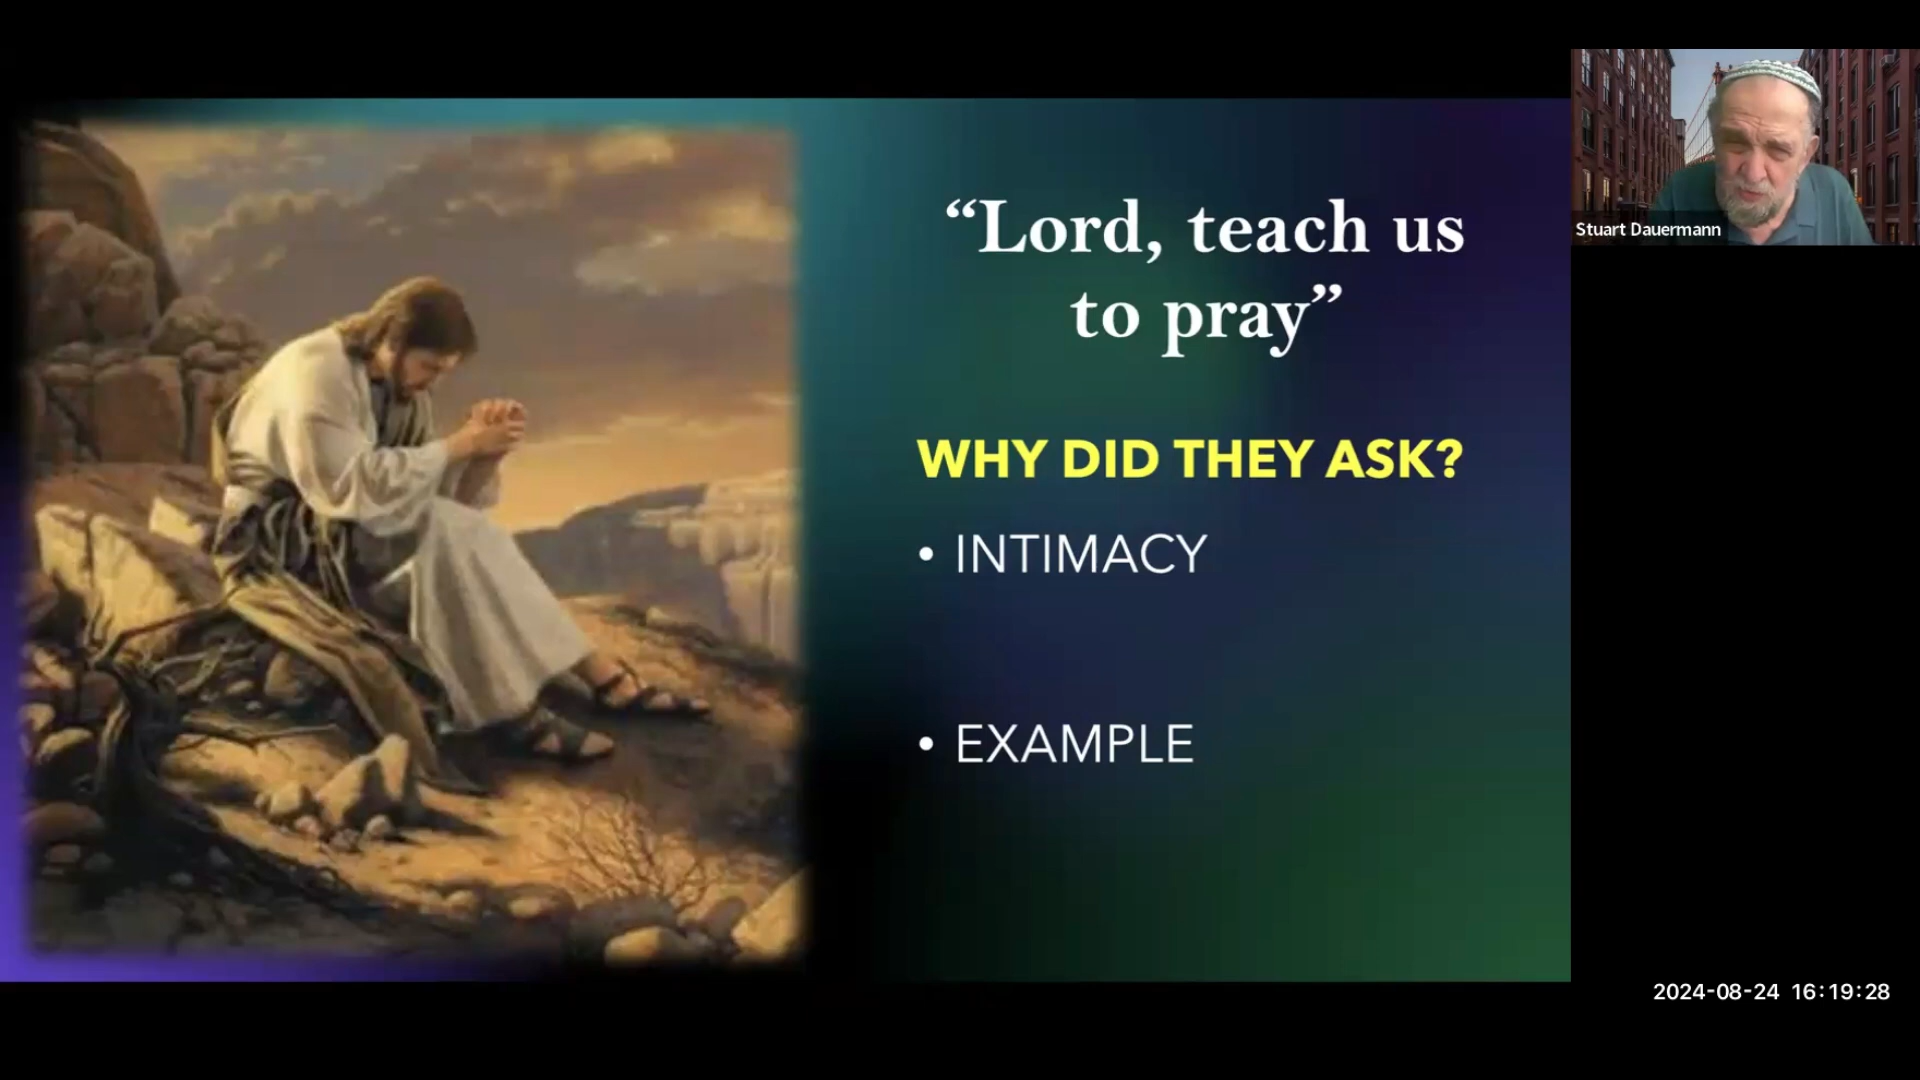 “Lord, teach us
to pray”
WHY DID THEY ASK?
• INTIMACY
• EXAMPLE
Stuart Dauermann
2024-08-24 16:19:28